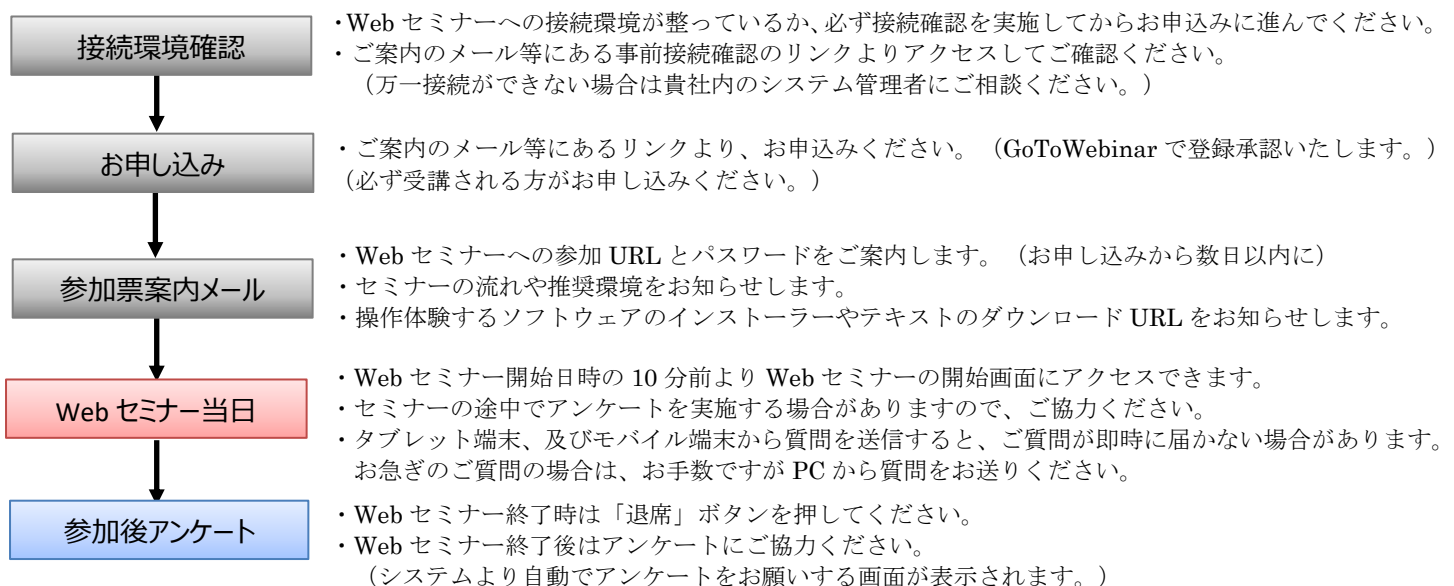 接続環境確認
・Web セミナーへの接続環境が整っているか、必ず接続確認を実施してからお申込みに進んでください。
・ご案内のメール等にある事前接続確認のリンクよりアクセスしてご確認ください。
（万一接続ができない場合は貴社内のシステム管理者にご相談ください。）
お申し込み
・ご案内のメール等にあるリンクより、お申込みください。（GoToWebinar で登録承認いたします。）
（必ず受講される方がお申し込みください。）
参加票案内メール
・Web セミナーへの参加 URL とパスワードをご案内します。（お申し込みから数日以内に）
・セミナーの流れや推奨環境をお知らせします。
・操作体験するソフトウェアのインストーラーやテキストのダウンロード URL をお知らせします。
Web セミナー当日
・Web セミナー開始日時の 10 分前より Web セミナーの開始画面にアクセスできます。
・セミナーの途中でアンケートを実施する場合がありますので、ご協力ください。
・タブレット端末、及びモバイル端末から質問を送信すると、ご質問が即時に届かない場合があります。
お急ぎのご質問の場合は、お手数ですが PC から質問をお送りください。
参加後アンケート
・Web セミナー終了時は「退席」ボタンを押してください。
・Web セミナー終了後はアンケートにご協力ください。
（システムより自動でアンケートをお願いする画面が表示されます。）